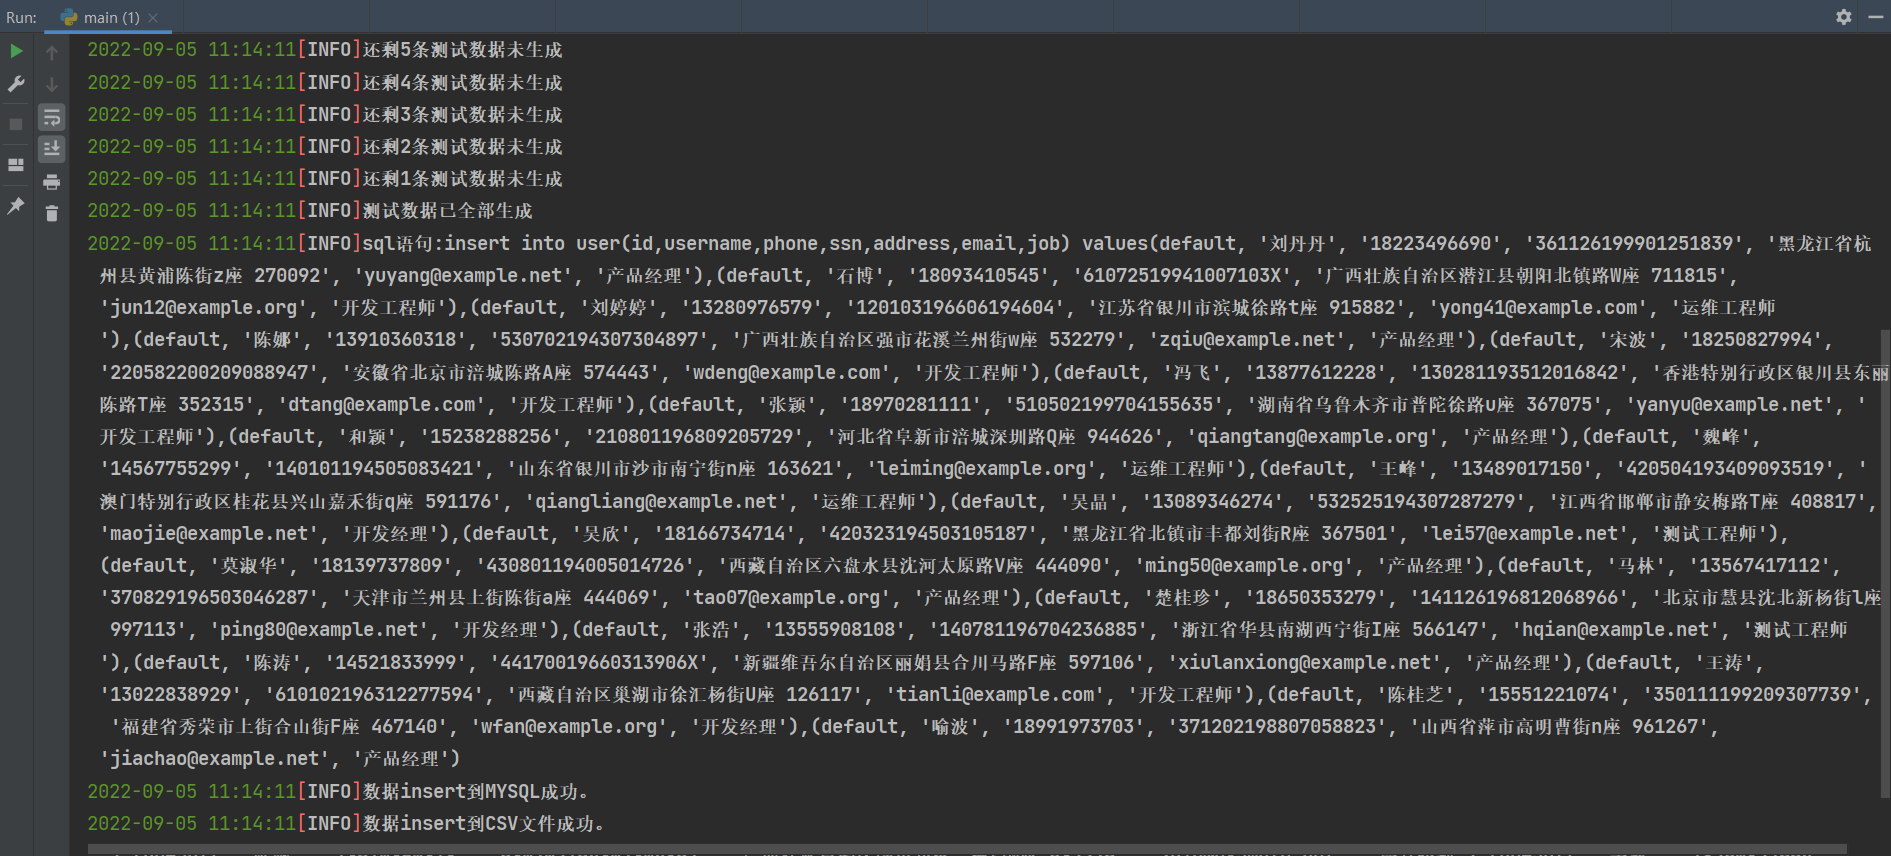 Run:
main (1)
2022-09-05 11:14:11[INFO]还剩5条测试数据未生成
2022-09-05 11:14:11[INFO]还剩4条测试数据未生成
2022-09-05 11:14:11[INFO]还剩3条测试数据未生成
2022-09-05 11:14:11[INFO]还剩2条测试数据未生成
2022-09-05 11:14:11[INFO]还剩1条测试数据未生成
2022-09-05 11:14:11[INFO]测试数据已全部生成
2022-09-05 11:14:11[INFO]sql语句:insert into user(id,username,phone,ssn,address,email,job) values(default, '刘丹丹', '18223496690', '361126199901251839', '黑龙江省杭
州县黄浦陈街z座 270092', 'yuyang@example.net', '产品经理'),(default, '石博', '18093410545', '61072519941007103X', '广西壮族自治区潜江县朝阳北镇路W座 711815',
'jun12@example.org', '开发工程师'),(default, '刘婷婷', '13280976579', '120103196606194604', '江苏省银川市滨城徐路t座 915882', 'yong41@example.com', '运维工程师
'),(default, '陈娜', '13910360318', '530702194307304897', '广西壮族自治区强市花溪兰州街w座 532279', 'zqiu@example.net', '产品经理'),(default, '宋波', '18250827994',
'220582200209088947', '安徽省北京市涪城陈路A座 574443', 'wdeng@example.com', '开发工程师'),(default, '冯飞', '13877612228', '130281193512016842', '香港特别行政区银川县东丽
陈路T座 352315', 'dtang@example.com', '开发工程师'),(default, '张颖', '18970281111', '510502199704155635', '湖南省乌鲁木齐市普陀徐路u座 367075', 'yanyu@example.net', '
开发工程师'),(default, '和颖', '15238288256', '210801196809205729', '河北省阜新市涪城深圳路Q座 944626', 'qiangtang@example.org', '产品经理'),(default, '魏峰',
'14567755299', '140101194505083421', '山东省银川市沙市南宁街n座 163621', 'leiming@example.org', '运维工程师'),(default, '王峰', '13489017150', '420504193409093519', '
澳门特别行政区桂花县兴山嘉禾街q座 591176', 'qiangliang@example.net', '运维工程师'),(default, '吴晶', '13089346274', '532525194307287279', '江西省邯郸市静安梅路T座 408817',
'maojie@example.net', '开发经理'),(default, '吴欣', '18166734714', '420323194503105187', '黑龙江省北镇市丰都刘街R座 367501', 'lei57@example.net', '测试工程师'),
(default, '莫淑华', '18139737809', '430801194005014726', '西藏自治区六盘水县沈河太原路V座 444090', 'ming50@example.org', '产品经理'),(default, '马林', '13567417112',
'370829196503046287', '天津市兰州县上街陈街a座 444069', 'tao07@example.org', '产品经理'),(default, '楚桂珍', '18650353279', '141126196812068966', '北京市慧县沈北新杨街l座
997113', 'ping80@example.net', '开发经理'),(default, '张浩', '13555908108', '140781196704236885', '浙江省华县南湖西宁街I座 566147', 'hqian@example.net', '测试工程师
'),(default, '陈涛', '14521833999', '44170019660313906X', '新疆维吾尔自治区丽娟县合川马路F座 597106', 'xiulanxiong@example.net', '产品经理'),(default, '王涛',
'13022838929', '610102196312277594', '西藏自治区巢湖市徐汇杨街U座 126117', 'tianli@example.com', '开发工程师'),(default, '陈桂芝', '15551221074', '350111199209307739',
'福建省秀荣市上街合山街F座 467140', 'wfan@example.org', '开发经理'),(default, '喻波', '18991973703', '371202198807058823', '山西省萍市高明曹街n座 961267',
'jiachao@example.net', '产品经理')
2022-09-05 11:14:11[INFO]数据insert到MYSQL成功。
2022-09-05 11:14:11[INFO]数据insert到CSV文件成功。